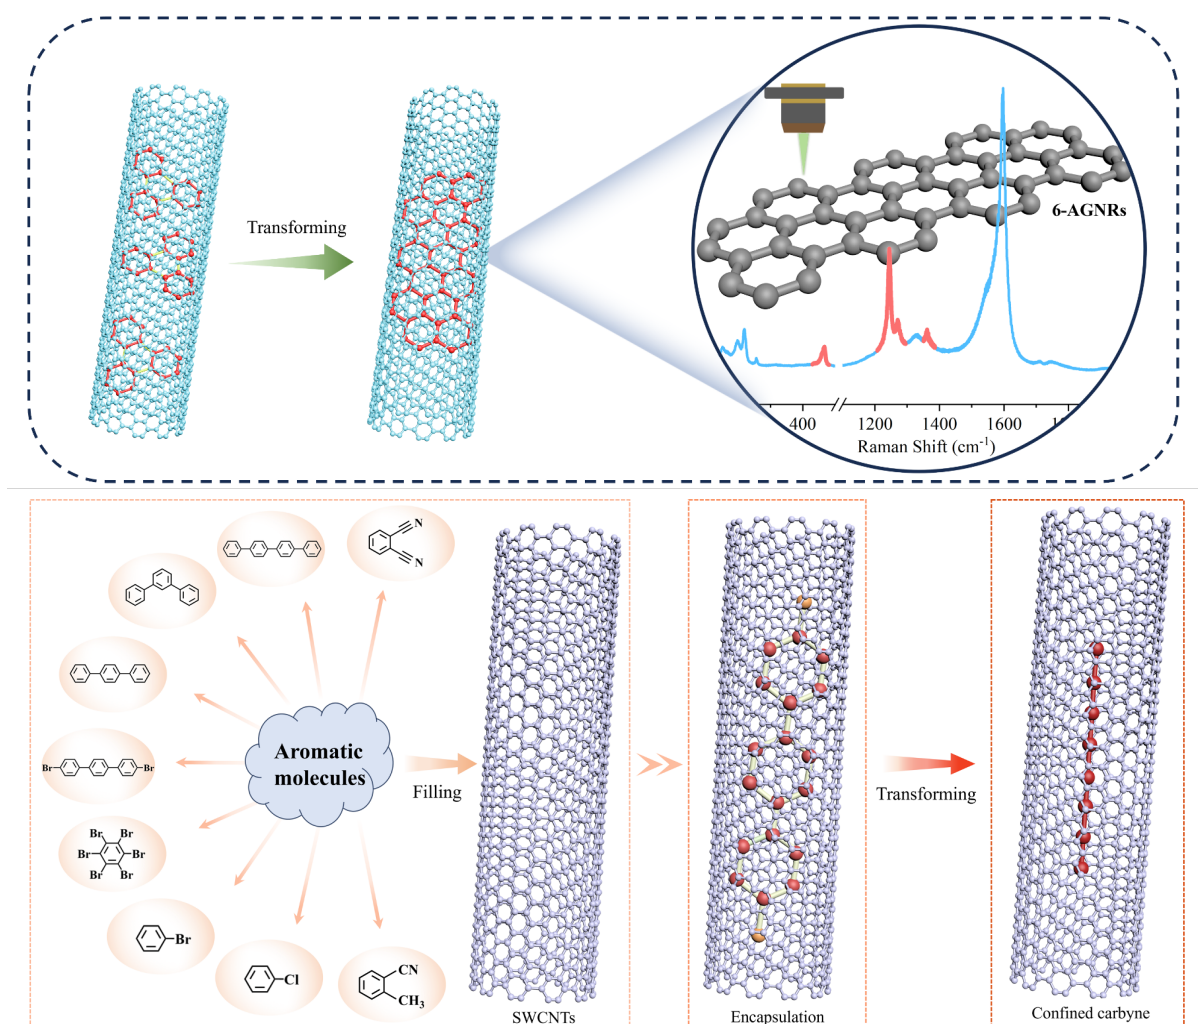 Transforming
6-AGNRs
400
1200
1400
1600
Raman Shift (cm⁻¹)
N
N
Br
Br
Br
Br
Br
Br
Br
Br
Br
Cl
CN
CH₃
Aromatic
molecules
Filling
SWCNTs
Encapsulation
Transforming
Confined carbyne